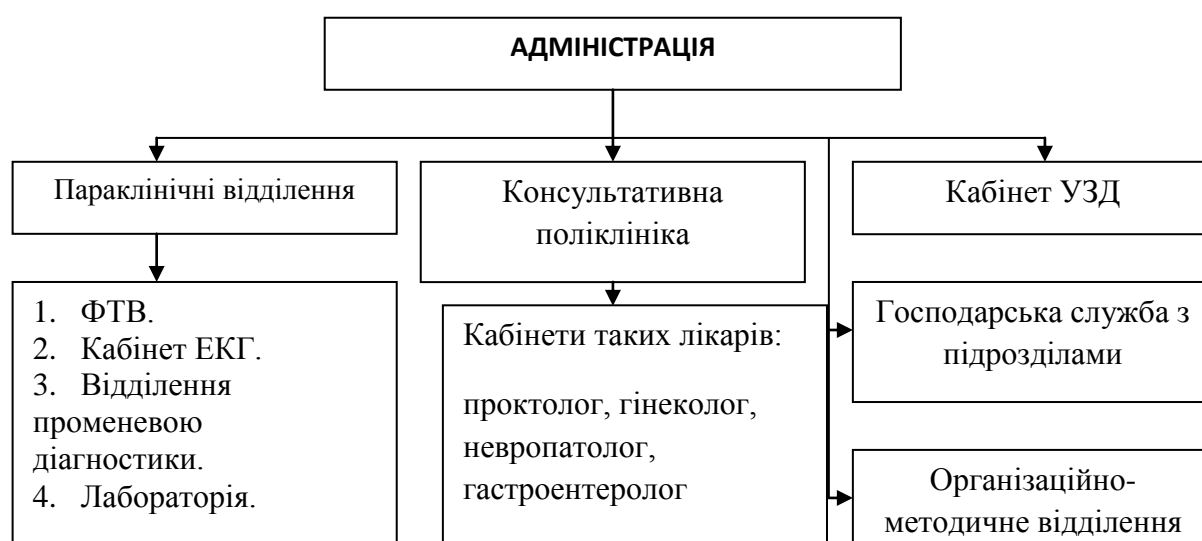 АДМІНІСТРАЦІЯ
Параклінічні відділення
Консультативна
поліклініка
Кабінет УЗД
1. ФТВ.
2. Кабінет ЕКГ.
3. Відділення
променевою
діагностики.
4. Лабораторія.
Кабінети таких лікарів:
проктолог, гінеколог,
невропатолог,
гастроентеролог
Господарська служба з
підрозділами
Організаційно-
методичне відділення